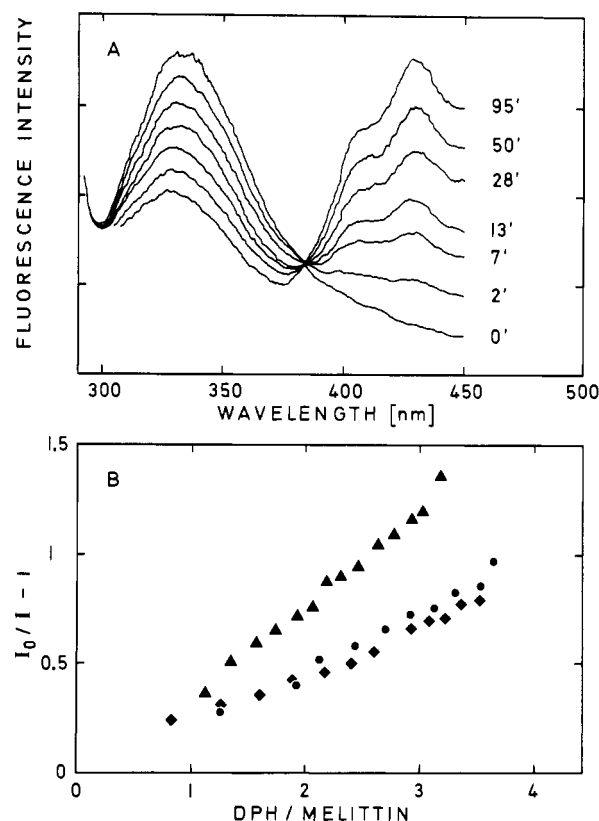 A
FLUORESCENCE INTENSITY
95'
50'
28'
13'
7'
2'
0'
300 350 400 450 500
WAVELENGTH [nm]
B
I₀/I - 1
1.5
1
0.5
0
0 1 2 3 4
DPH/MELITTIN